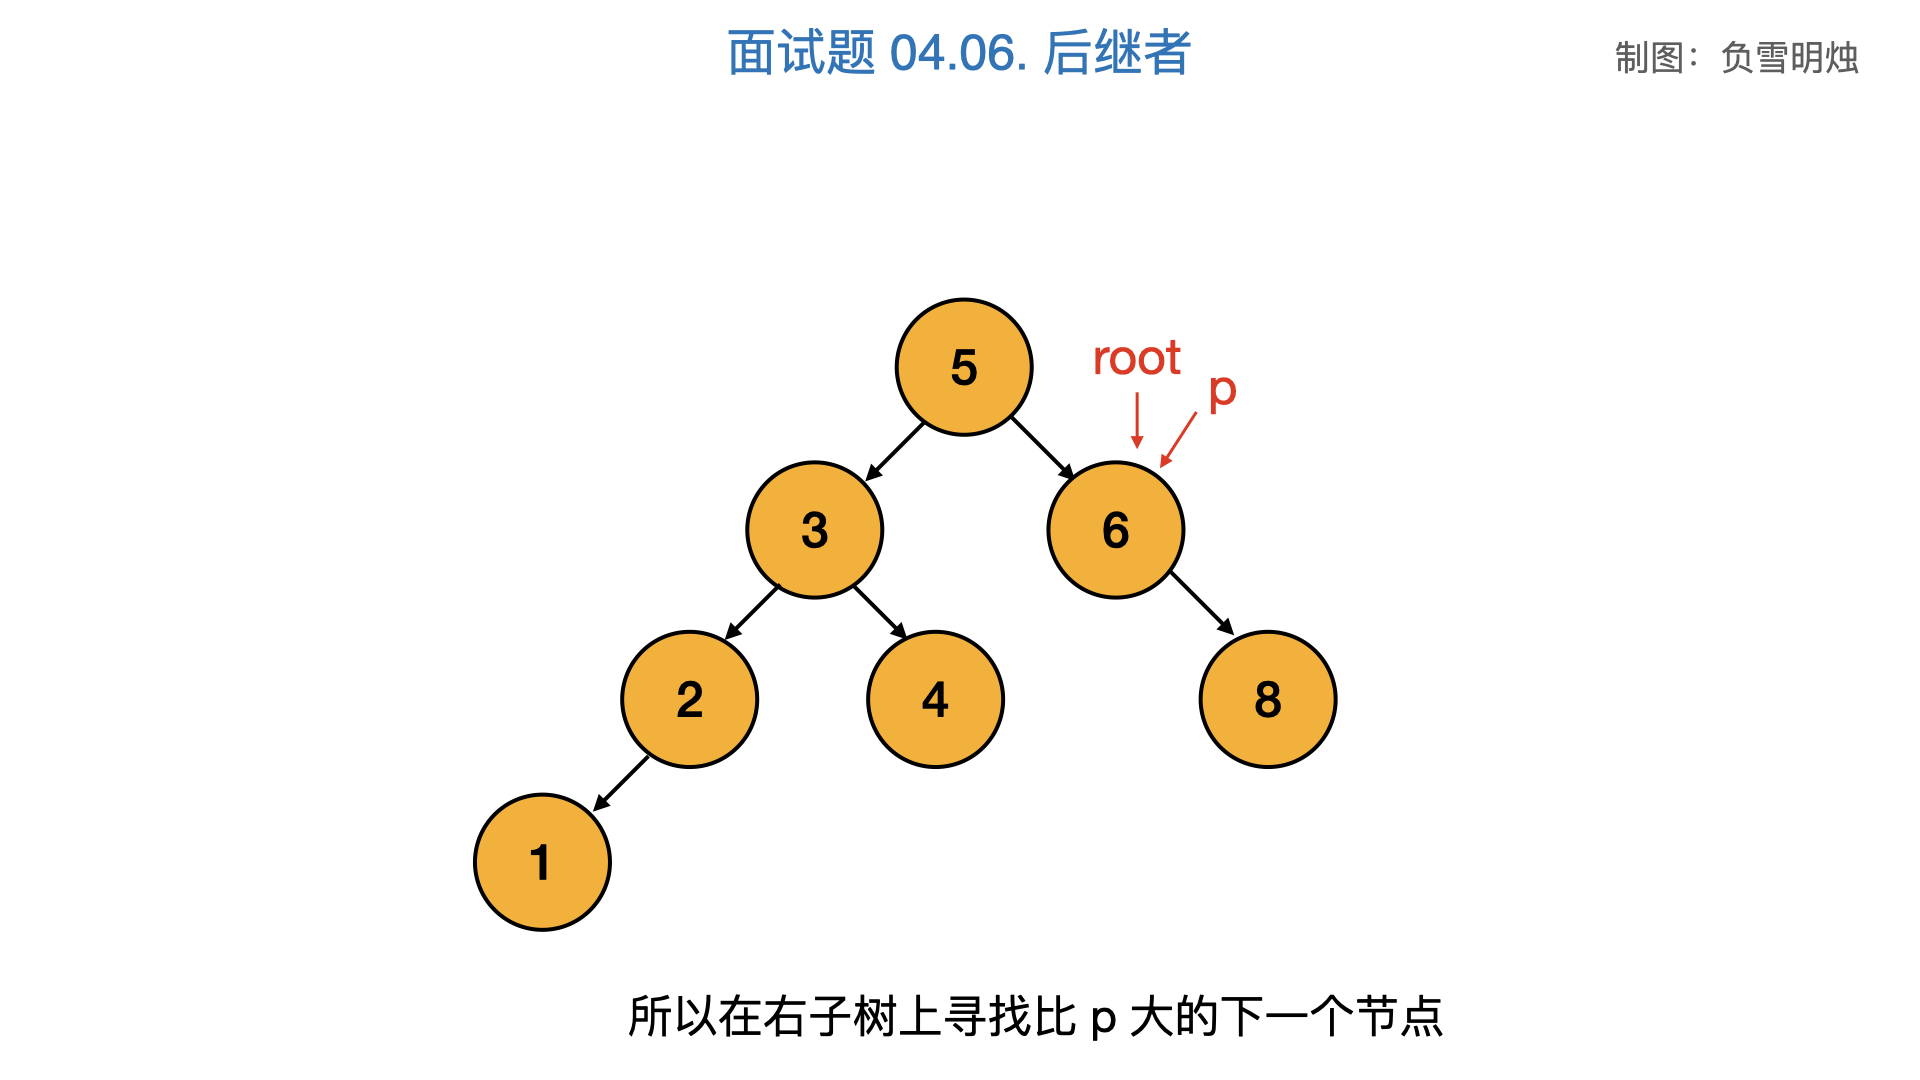 面试题 04.06. 后继者
制图：负雪明烛
5
root
p
3
6
2
4
8
1
所以在右子树上寻找比 p 大的下一个节点